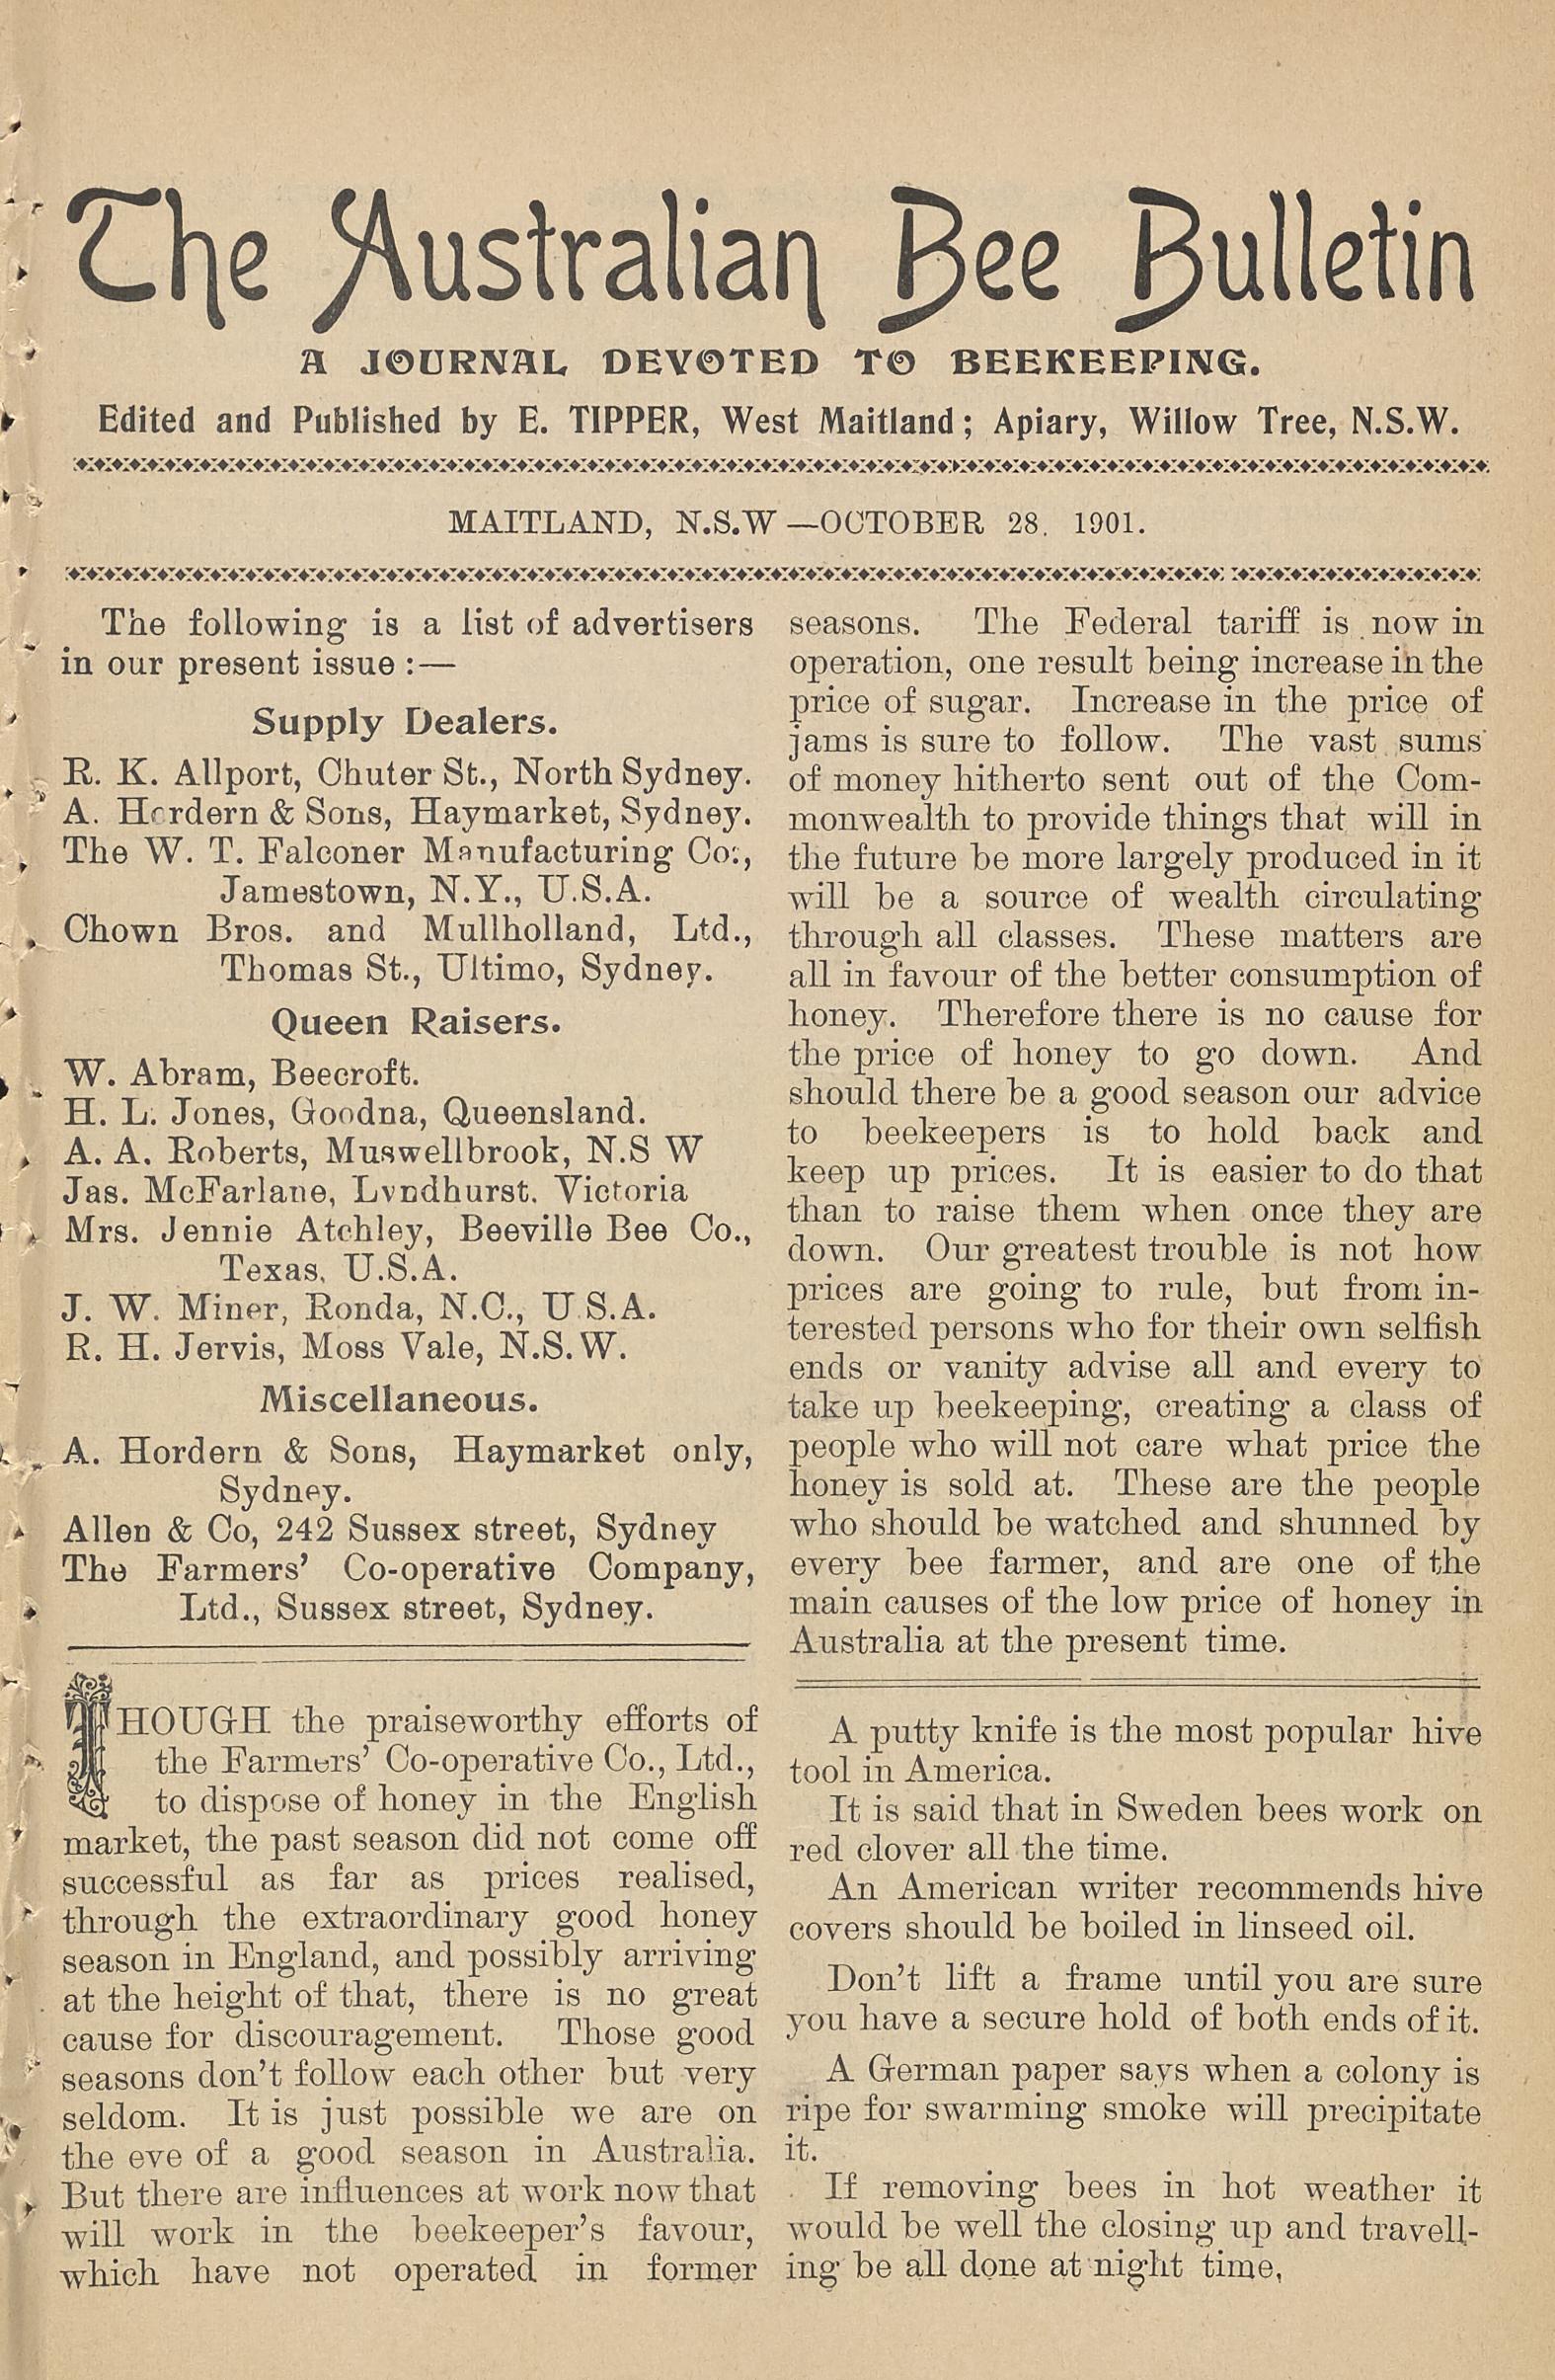 The Australian Bee Bulletin
A JOURNAL DEVOTED TO BEEKEEPING.
Edited and Published by E. TIPPER, West Maitland; Apiary, Willow Tree, N.S.W.
MAITLAND, N.S.W —OCTOBER 28. 1901.
The following is a list of advertisers
in our present issue :—
Supply Dealers.
R. K. Allport, Chuter St., North Sydney.
A. Hordern & Sons, Haymarket, Sydney.
The W. T. Falconer Manufacturing Co.,
Jamestown, N.Y., U.S.A.
Chown Bros. and Mullholland, Ltd.,
Thomas St., Ultimo, Sydney.
Queen Raisers.
W. Abram, Beecroft.
H. L. Jones, Goodna, Queensland.
A. A. Roberts, Muswellbrook, N.S W
Jas. McFarlane, Lyndhurst. Victoria
Mrs. Jennie Atchley, Beeville Bee Co.,
Texas, U.S.A.
J. W. Miner, Ronda, N.C., U.S.A.
R. H. Jervis, Moss Vale, N.S.W.
Miscellaneous.
A. Hordern & Sons, Haymarket only,
Sydney.
Allen & Co, 242 Sussex street, Sydney
The Farmers' Co-operative Company,
Ltd., Sussex street, Sydney.
THOUGH the praiseworthy efforts of
the Farmers' Co-operative Co., Ltd.,
to dispose of honey in the English
market, the past season did not come off
successful as far as prices realised,
through the extraordinary good honey
season in England, and possibly arriving
at the height of that, there is no great
cause for discouragement. Those good
seasons don't follow each other but very
seldom. It is just possible we are on
the eve of a good season in Australia.
But there are influences at work now that
will work in the beekeeper's favour,
which have not operated in former
seasons. The Federal tariff is now in
operation, one result being increase in the
price of sugar. Increase in the price of
jams is sure to follow. The vast sums
of money hitherto sent out of the Com-
monwealth to provide things that will in
the future be more largely produced in it
will be a source of wealth circulating
through all classes. These matters are
all in favour of the better consumption of
honey. Therefore there is no cause for
the price of honey to go down. And
should there be a good season our advice
to beekeepers is to hold back and
keep up prices. It is easier to do that
than to raise them when once they are
down. Our greatest trouble is not how
prices are going to rule, but from in-
terested persons who for their own selfish
ends or vanity advise all and every to
take up beekeeping, creating a class of
people who will not care what price the
honey is sold at. These are the people
who should be watched and shunned by
every bee farmer, and are one of the
main causes of the low price of honey in
Australia at the present time.
A putty knife is the most popular hive
tool in America.
It is said that in Sweden bees work on
red clover all the time.
An American writer recommends hive
covers should be boiled in linseed oil.
Don't lift a frame until you are sure
you have a secure hold of both ends of it.
A German paper says when a colony is
ripe for swarming smoke will precipitate
it.
If removing bees in hot weather it
would be well the closing up and travell-
ing be all done at night time,